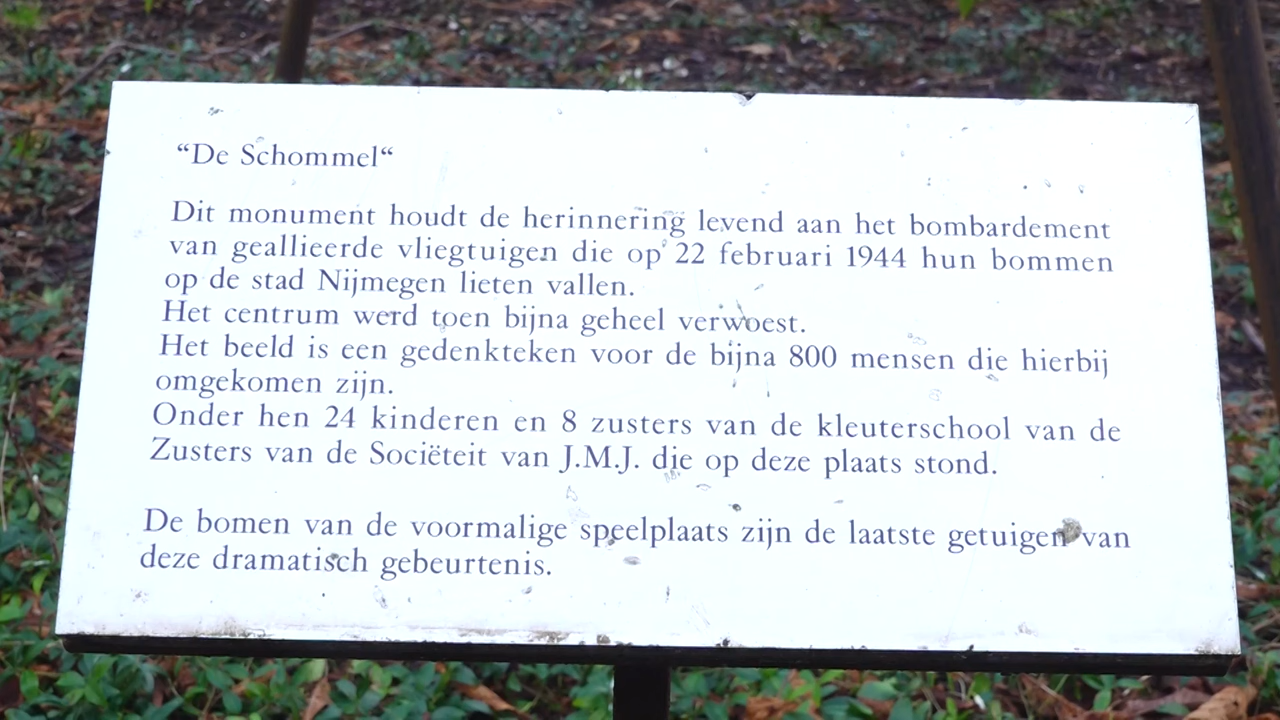 “De Schommel“
Dit monument houdt de herinnering levend aan het bombardement
van geallieerde vliegtuigen die op 22 februari 1944 hun bommen
op de stad Nijmegen lieten vallen.
Het centrum werd toen bijna geheel verwoest.
Het beeld is een gedenkteken voor de bijna 800 mensen die hierbij
omgekomen zijn.
Onder hen 24 kinderen en 8 zusters van de kleuterschool van de
Zusters van de Sociëteit van J.M.J. die op deze plaats stond.
De bomen van de voormalige speelplaats zijn de laatste getuigen van
deze dramatisch gebeurtenis.